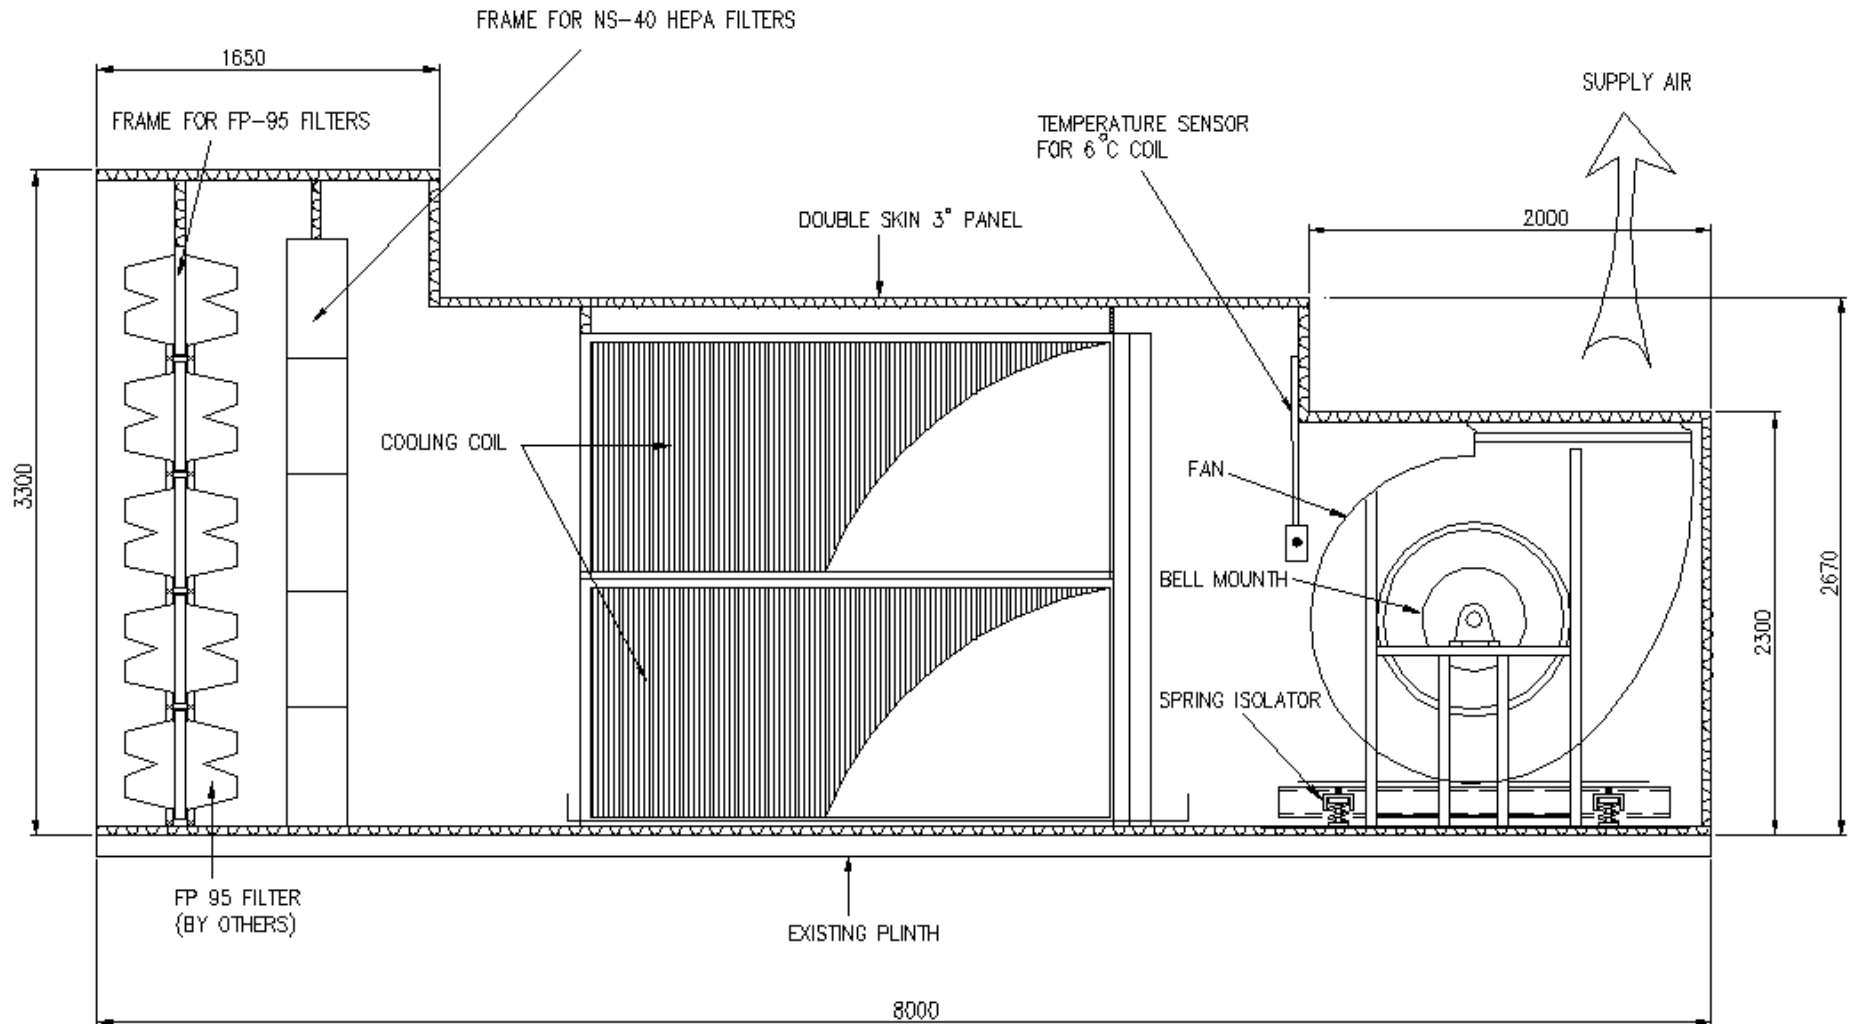 FRAME FOR NS-40 HEPA FILTERS
1650
SUPPLY AIR
FRAME FOR FP-95 FILTERS
TEMPERATURE SENSOR
FOR 6°C COIL
DOUBLE SKIN 3" PANEL
2000
COOLING COIL
FAN
3300
BELL MOUNTH
2670
2300
SPRING ISOLATOR
FP 95 FILTER
(BY OTHERS)
EXISTING PLINTH
8000